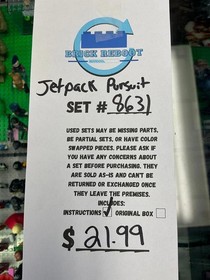 BRICK REBOOT
Jetpack Pursuit
SET # 8631
USED SETS MAY BE MISSING PARTS,
BE PARTIAL SETS, OR HAVE COLOR
SWAPPED PIECES. PLEASE ASK IF
YOU HAVE ANY CONCERNS ABOUT
A SET BEFORE PURCHASING. THEY
ARE SOLD AS-IS AND CAN'T BE
RETURNED OR EXCHANGED ONCE
THEY LEAVE THE PREMISES.
INCLUDES:
INSTRUCTIONS ORIGINAL BOX
$ 21.99